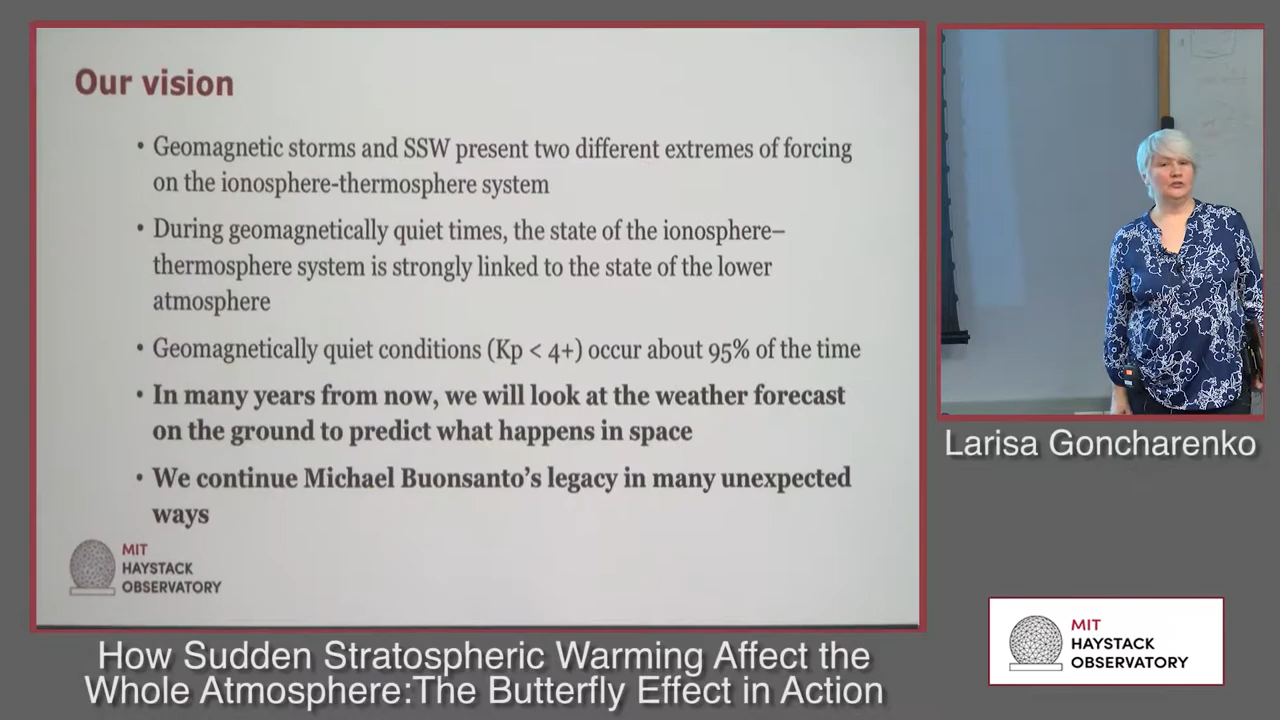 Our vision
• Geomagnetic storms and SSW present two different extremes of forcing
on the ionosphere-thermosphere system
• During geomagnetically quiet times, the state of the ionosphere–
thermosphere system is strongly linked to the state of the lower
atmosphere
• Geomagnetically quiet conditions (Kp < 4+) occur about 95% of the time
• In many years from now, we will look at the weather forecast
on the ground to predict what happens in space
• We continue Michael Buonsanto's legacy in many unexpected
ways
MIT
HAYSTACK
OBSERVATORY
Larisa Goncharenko
How Sudden Stratospheric Warming Affect the
Whole Atmosphere:The Butterfly Effect in Action
MIT
HAYSTACK
OBSERVATORY